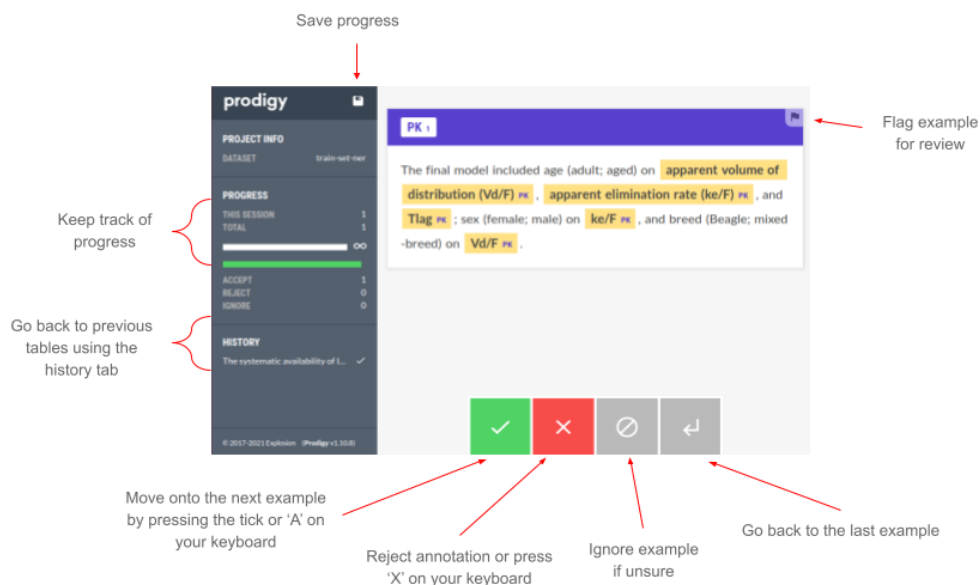 Save progress
prodigy
PROJECT INFO
DATASET train-set-ner
PROGRESS
THIS SESSION 1
TOTAL 1
∞
ACCEPT 1
REJECT 0
IGNORE 0
HISTORY
The systematic availability of l... ✓
© 2017-2021 Explosion (Prodigy v1.10.8)
PK 1
The final model included age (adult; aged) on apparent volume of
distribution (Vd/F) PK , apparent elimination rate (ke/F) PK , and
Tlag PK ; sex (female; male) on ke/F PK , and breed (Beagle; mixed
-breed) on Vd/F PK .
Flag example
for review
Keep track of
progress
Go back to previous
tables using the
history tab
Move onto the next example
by pressing the tick or ‘A’ on
your keyboard
Reject annotation or press
‘X’ on your keyboard
Ignore example
if unsure
Go back to the last example